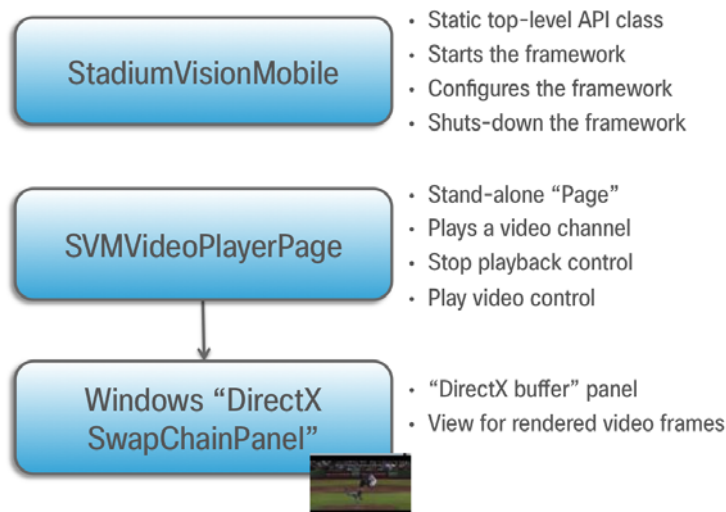 StadiumVisionMobile
• Static top-level API class
• Starts the framework
• Configures the framework
• Shuts-down the framework
SVMVideoPlayerPage
• Stand-alone “Page”
• Plays a video channel
• Stop playback control
• Play video control
Windows “DirectX
SwapChainPanel”
• “DirectX buffer” panel
• View for rendered video frames